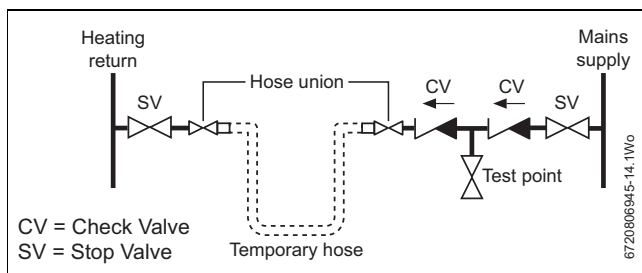 Heating
return
Mains
supply
Hose union
SV
CV
CV
SV
Test point
Temporary hose
CV = Check Valve
SV = Stop Valve
6720806945-14.1Wo